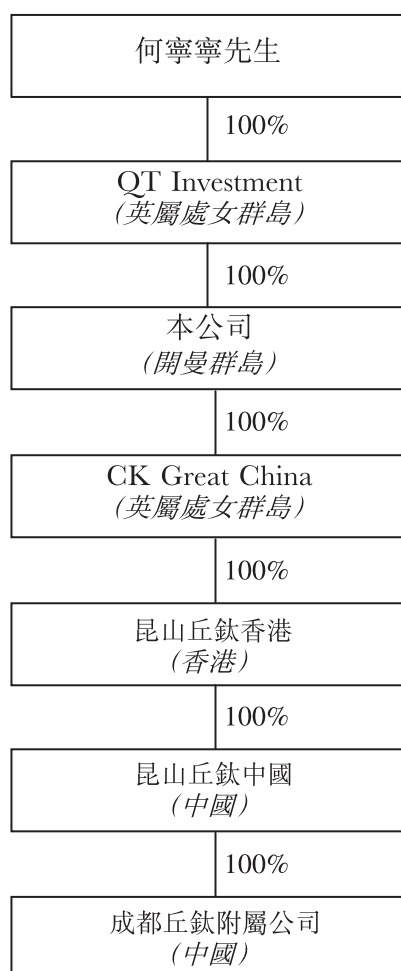 何寧寧先生
100%
QT Investment
(英屬處女群島)
100%
本公司
(開曼群島)
100%
CK Great China
(英屬處女群島)
100%
昆山丘鈦香港
(香港)
100%
昆山丘鈦中國
(中國)
100%
成都丘鈦附屬公司
(中國)